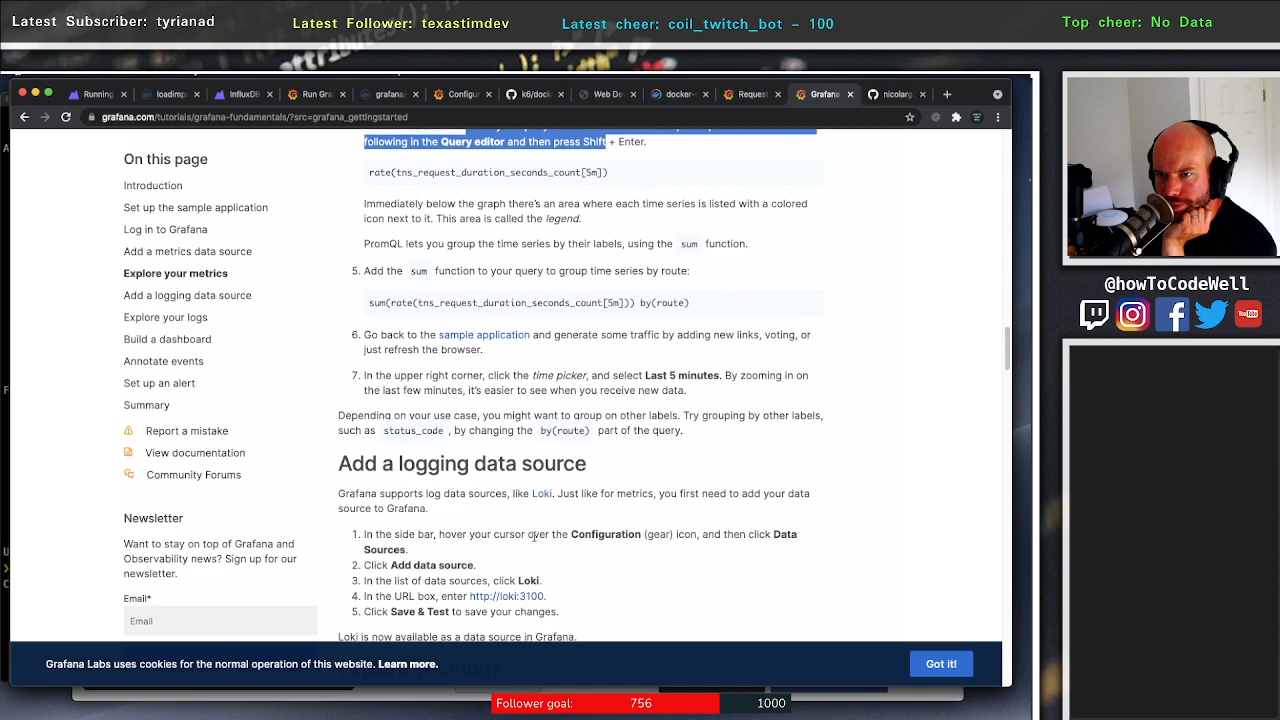 Latest Subscriber: tyrianad
Latest Follower: texastimdev
Latest cheer: coil_twitch_bot - 100
Top cheer: No Data
Running
loadimpa
InfluxDB
Run Gra
grafana/
Configu
k6/docke
Web De
docker-c
Request
Grafana
nicolarg
grafana.com/tutorials/grafana-fundamentals/?src=grafana_gettingstarted
On this page
Introduction
Set up the sample application
Log in to Grafana
Add a metrics data source
Explore your metrics
Add a logging data source
Explore your logs
Build a dashboard
Annotate events
Set up an alert
Summary
Report a mistake
View documentation
Community Forums
Newsletter
Want to stay on top of Grafana and
Observability news? Sign up for our
newsletter.
Email*
Email
following in the Query editor and then press Shift + Enter.
rate(tns_request_duration_seconds_count[5m])
Immediately below the graph there's an area where each time series is listed with a colored
icon next to it. This area is called the legend.
PromQL lets you group the time series by their labels, using the sum function.
5. Add the sum function to your query to group time series by route:
sum(rate(tns_request_duration_seconds_count[5m])) by(route)
6. Go back to the sample application and generate some traffic by adding new links, voting, or
just refresh the browser.
7. In the upper right corner, click the time picker, and select Last 5 minutes. By zooming in on
the last few minutes, it's easier to see when you receive new data.
Depending on your use case, you might want to group on other labels. Try grouping by other labels,
such as status_code , by changing the by(route) part of the query.
Add a logging data source
Grafana supports log data sources, like Loki. Just like for metrics, you first need to add your data
source to Grafana.
1. In the side bar, hover your cursor over the Configuration (gear) icon, and then click Data
Sources.
2. Click Add data source.
3. In the list of data sources, click Loki.
4. In the URL box, enter http://loki:3100.
5. Click Save & Test to save your changes.
Loki is now available as a data source in Grafana.
Grafana Labs uses cookies for the normal operation of this website. Learn more.
Got it!
@howToCodeWell
Follower goal: 756 1000